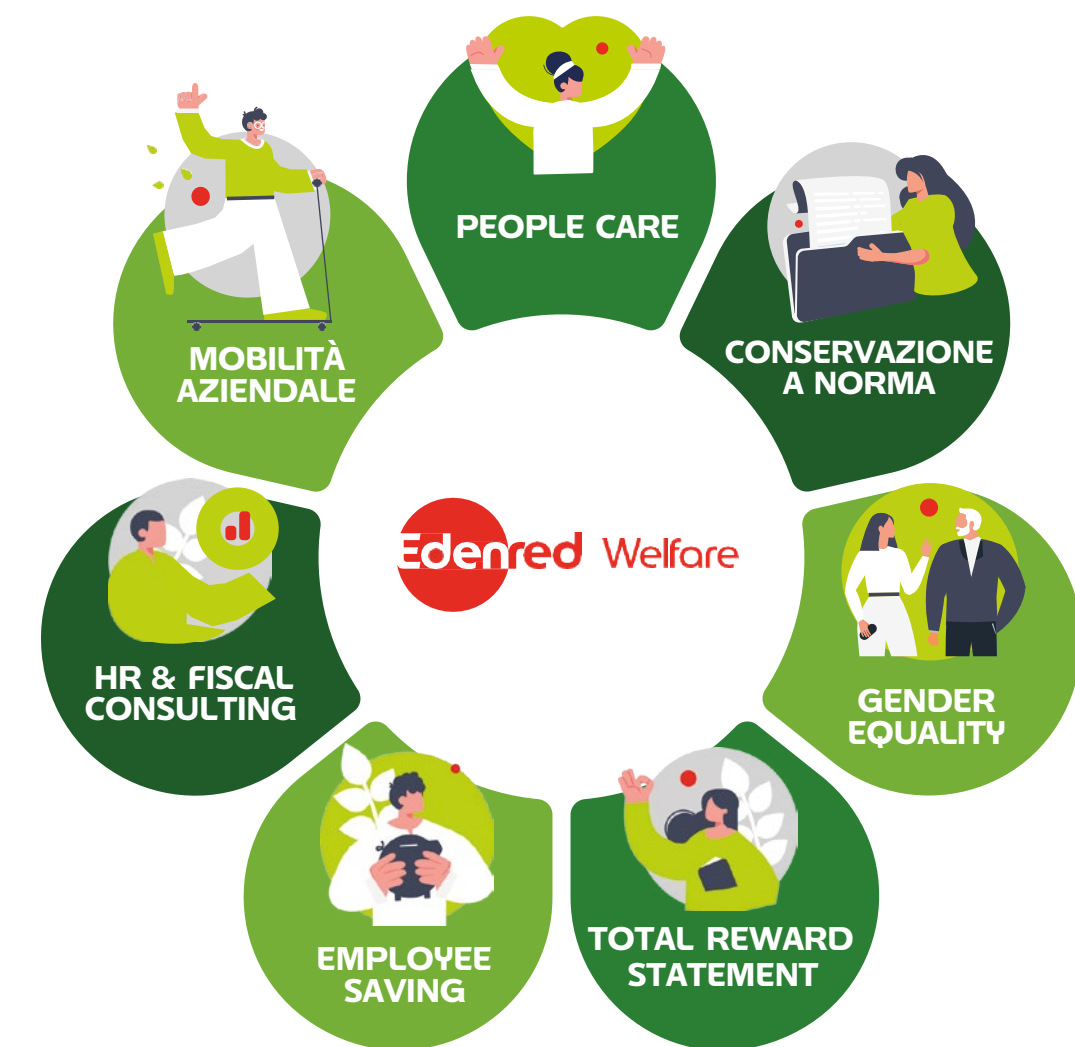 PEOPLE CARE
CONSERVAZIONE
A NORMA
GENDER
EQUALITY
TOTAL REWARD
STATEMENT
EMPLOYEE
SAVING
HR & FISCAL
CONSULTING
MOBILITÀ
AZIENDALE
Edenred Welfare